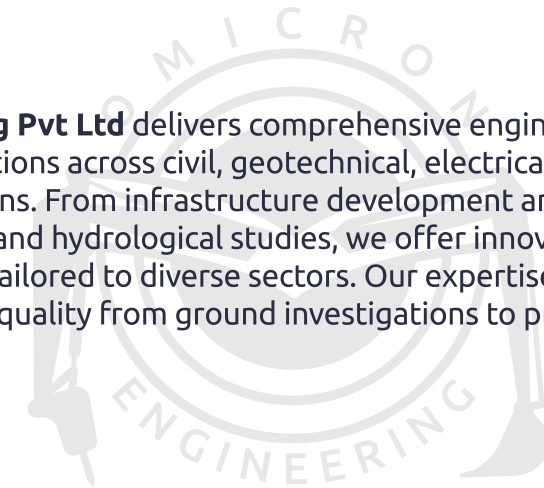 OMICRON
g Pvt Ltd delivers comprehensive engin
tions across civil, geotechnical, electrica
ns. From infrastructure development a
and hydrological studies, we offer innov
ailored to diverse sectors. Our expertise
quality from ground investigations to p
ENGINEERING